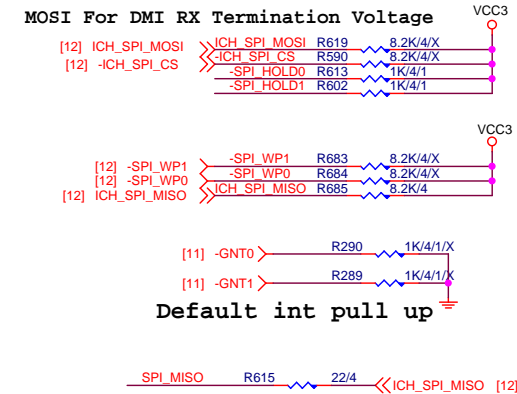 MOSI For DMI RX Termination Voltage VCC3
[12] ICH_SPI_MOSI ICH_SPI_MOSI R619 8.2K/4/X
[12] -ICH_SPI_CS -ICH_SPI_CS R590 8.2K/4/X
-SPI_HOLD0 R613 1K/4/1
-SPI_HOLD1 R602 1K/4/1
VCC3
[12] -SPI_WP1 -SPI_WP1 R683 8.2K/4/X
[12] -SPI_WP0 -SPI_WP0 R684 8.2K/4/X
[12] ICH_SPI_MISO ICH_SPI_MISO R685 8.2K/4
[11] -GNT0 R290 1K/4/1/X
[11] -GNT1 R289 1K/4/1/X
Default int pull up
SPI_MISO R615 22/4 ICH_SPI_MISO [12]